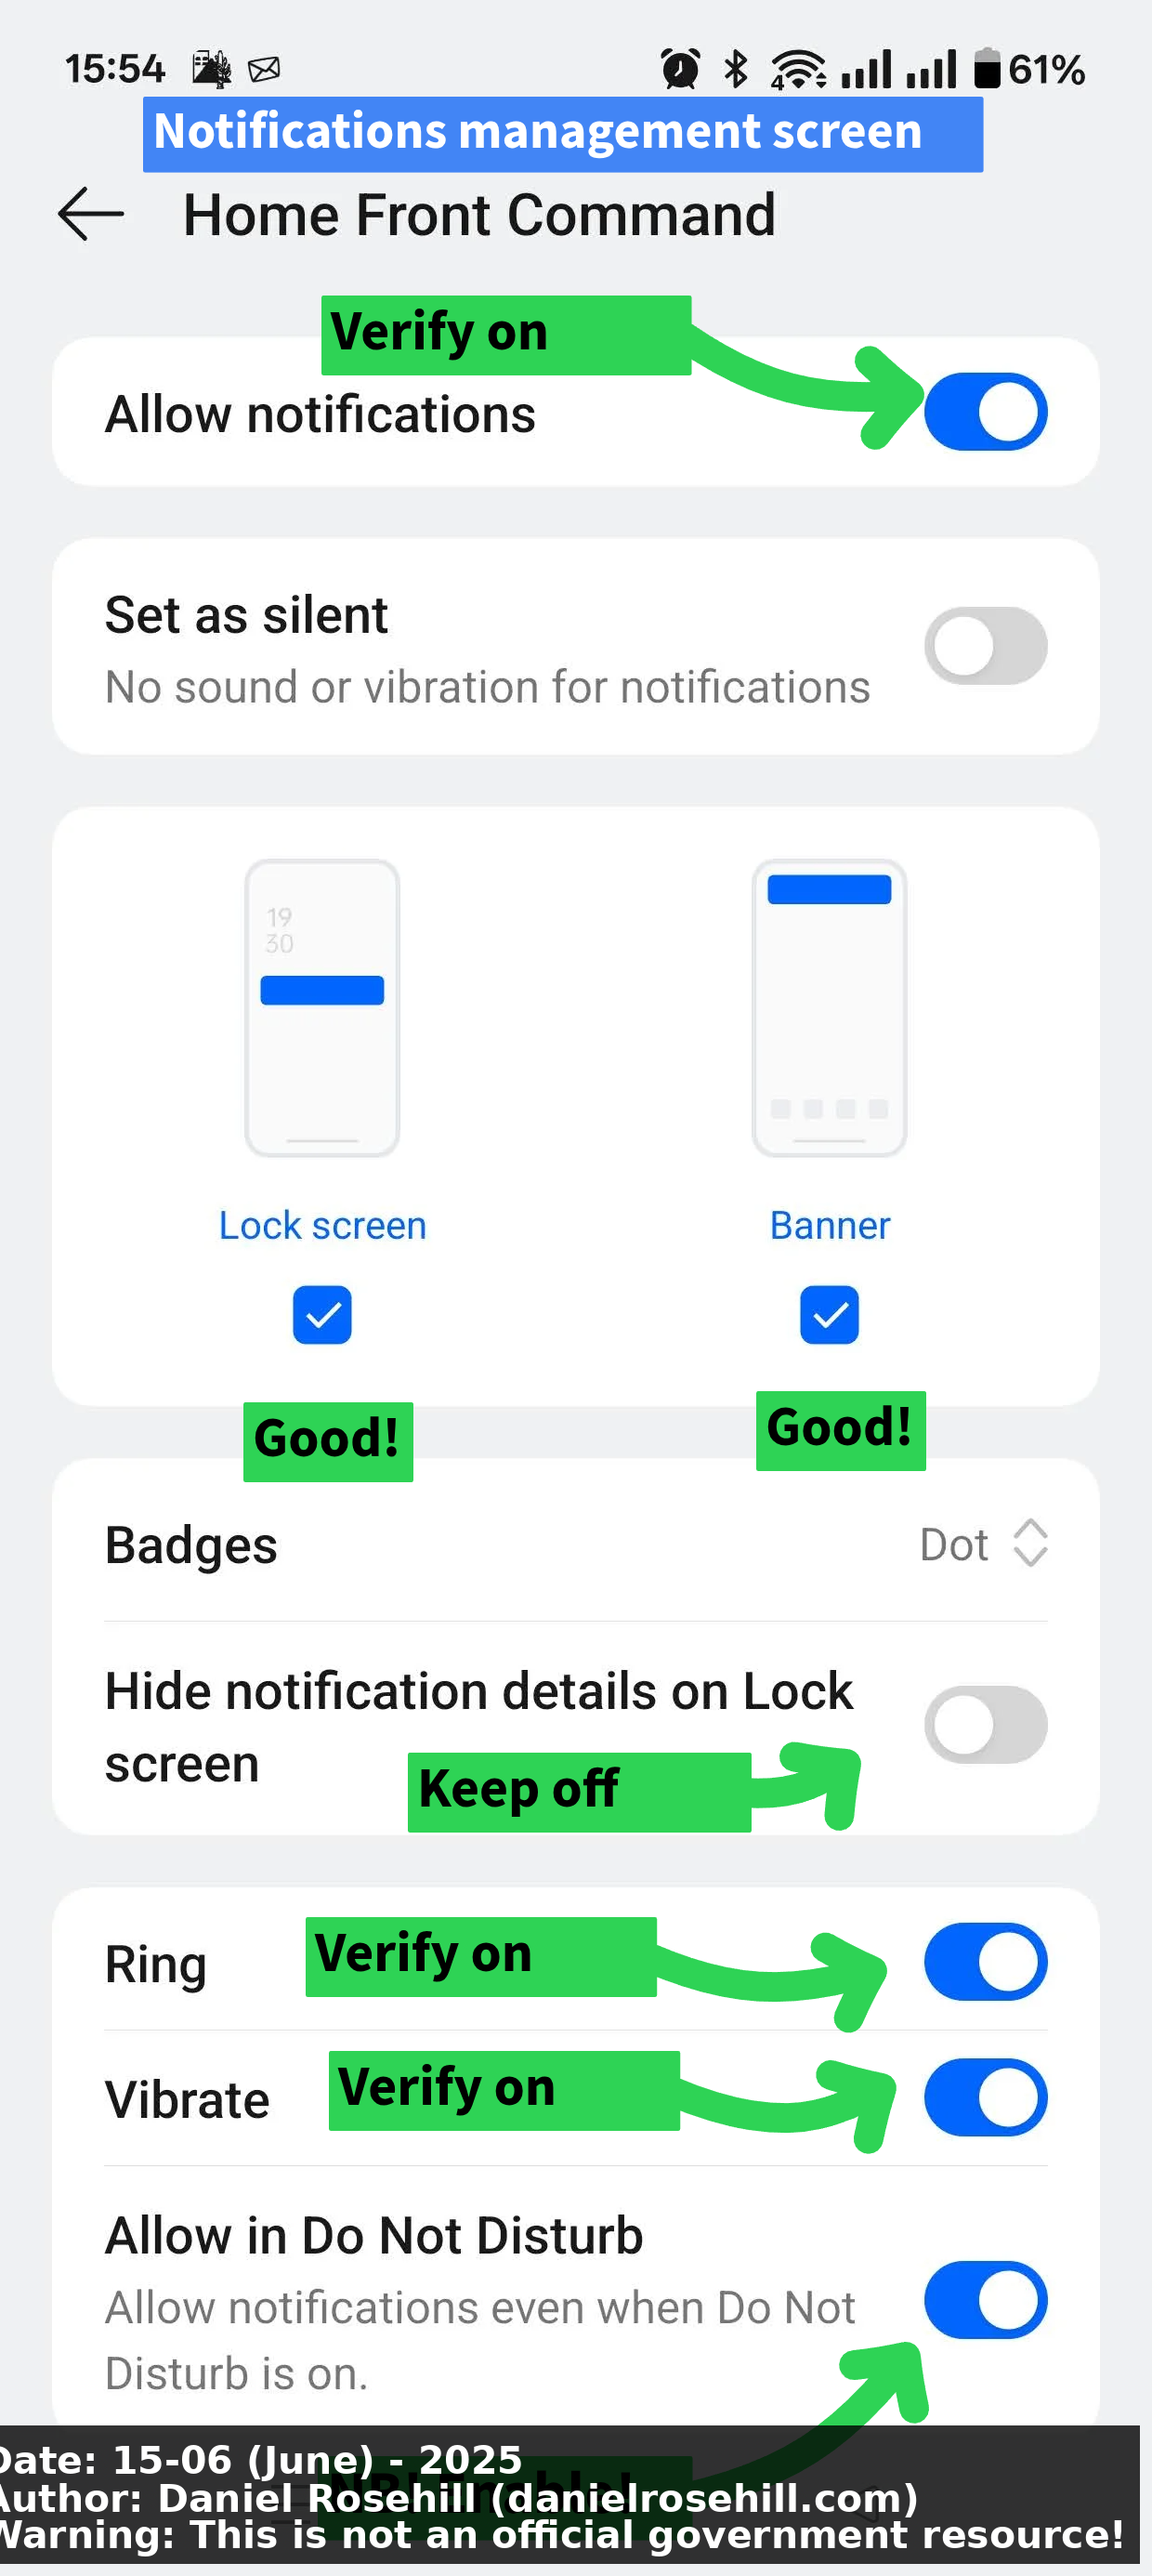 15:54
4
61%
Notifications management screen
Home Front Command
Verify on
Allow notifications
Set as silent
No sound or vibration for notifications
19
30
Lock screen
Banner
Good!
Good!
Badges
Dot
Hide notification details on Lock
screen
Keep off
Ring
Verify on
Vibrate
Verify on
Allow in Do Not Disturb
Allow notifications even when Do Not
Disturb is on.
Date: 15-06 (June) - 2025
NB! Enable!
Author: Daniel Rosehill (danielrosehill.com)
Warning: This is not an official government resource!